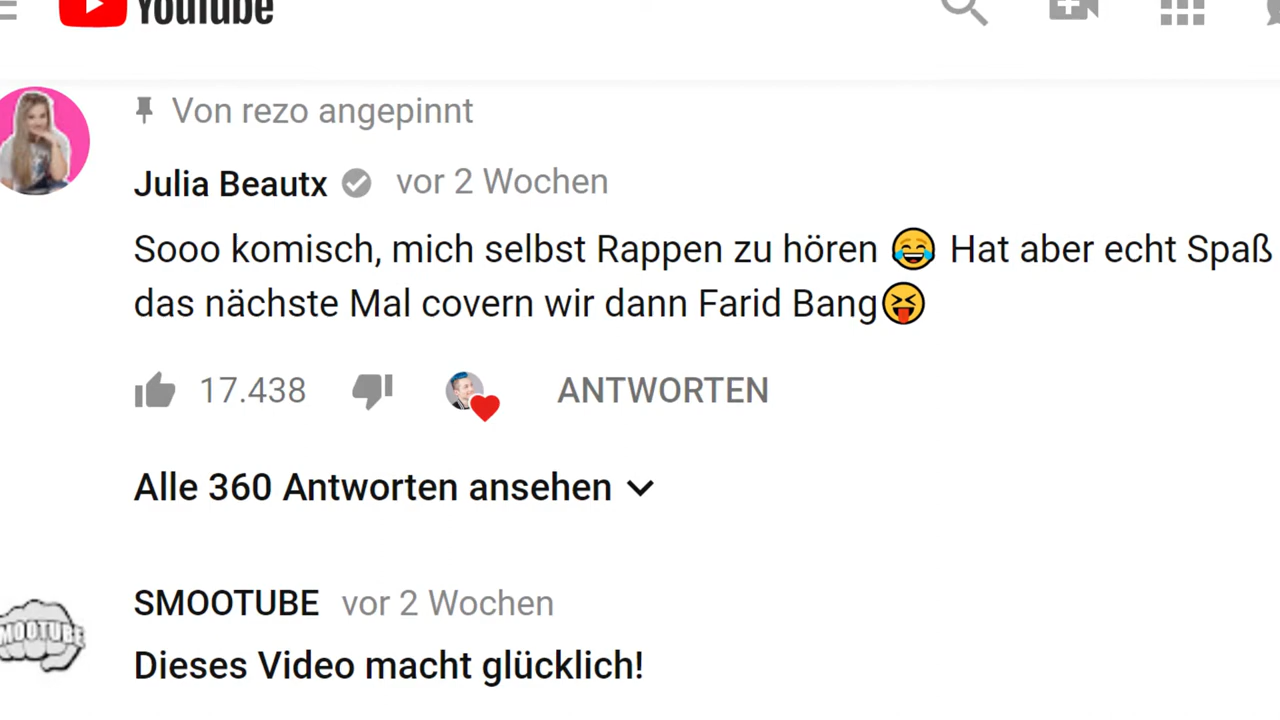 YouTube
Von rezo angepinnt
Julia Beautx vor 2 Wochen
Sooo komisch, mich selbst Rappen zu hören 😂 Hat aber echt Spaß
das nächste Mal covern wir dann Farid Bang😝
17.438 ANTWORTEN
Alle 360 Antworten ansehen
SMOOTUBE vor 2 Wochen
MOOTUBE
Dieses Video macht glücklich!